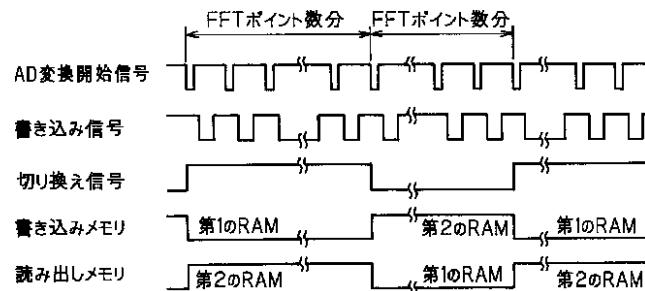 FFTポイント数分 FFTポイント数分
AD変換開始信号
書き込み信号
切り換え信号
書き込みメモリ 第1のRAM 第2のRAM 第1のRAM
読み出しメモリ 第2のRAM 第1のRAM 第2のRAM